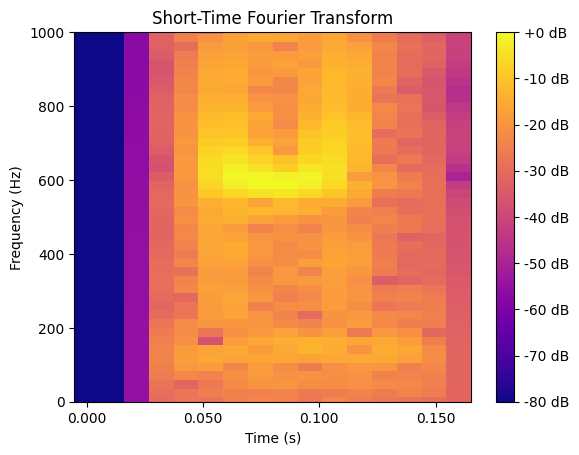 Short-Time Fourier Transform
1000
800
600
400
200
0
Frequency (Hz)
0.000
0.050
0.100
0.150
Time (s)
+0 dB
-10 dB
-20 dB
-30 dB
-40 dB
-50 dB
-60 dB
-70 dB
-80 dB